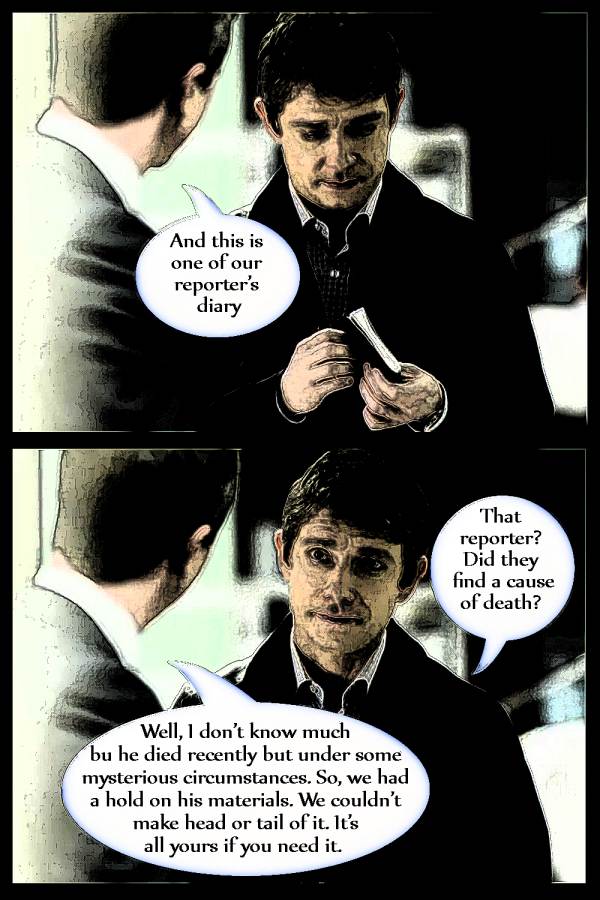 And this is
one of our
reporter's
diary
That
reporter?
Did they
find a cause
of death?
Well, I don't know much
bu he died recently but under some
mysterious circumstances. So, we had
a hold on his materials. We couldn't
make head or tail of it. It's
all yours if you need it.